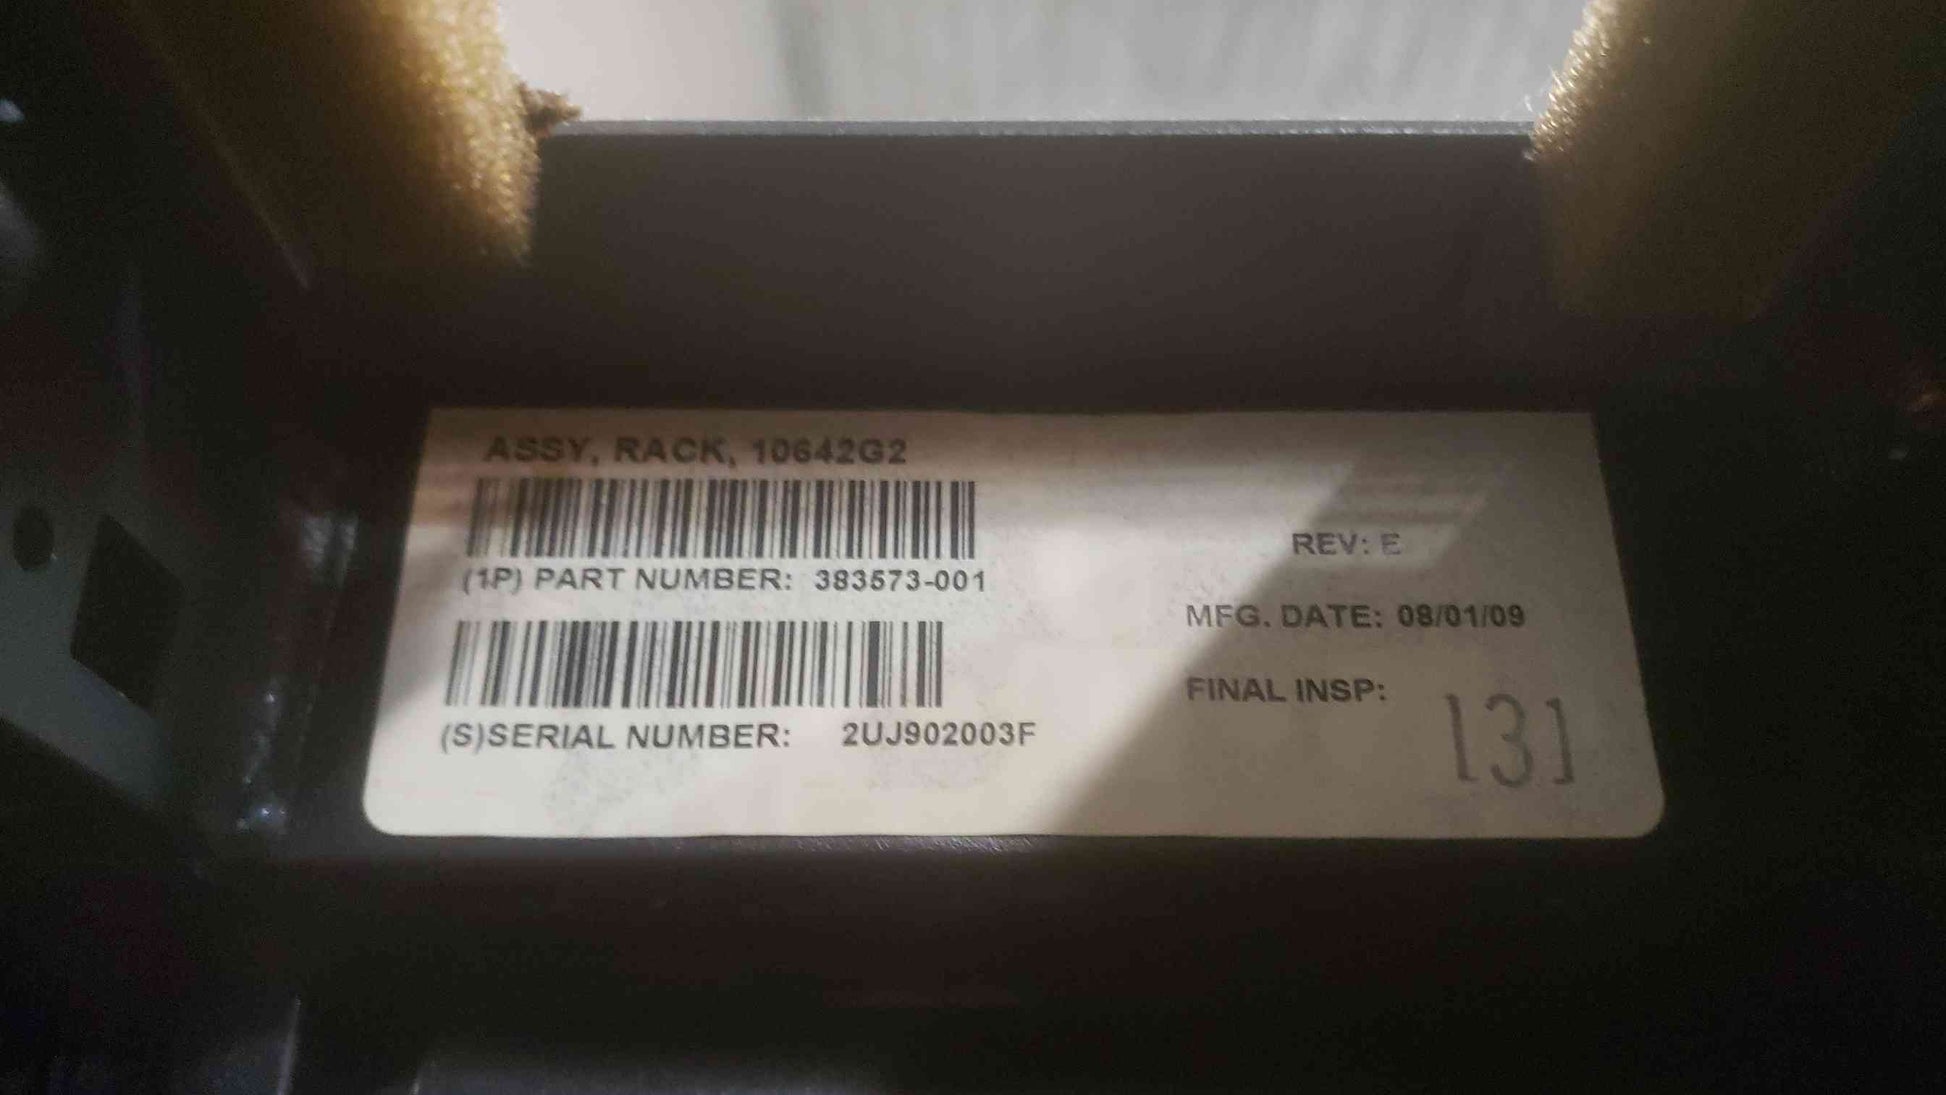 ASSY, RACK, 10642G2
(1P) PART NUMBER: 383573-001
(S)SERIAL NUMBER: 2UJ902003F
REV: E
MFG. DATE: 08/01/09
FINAL INSP:
131